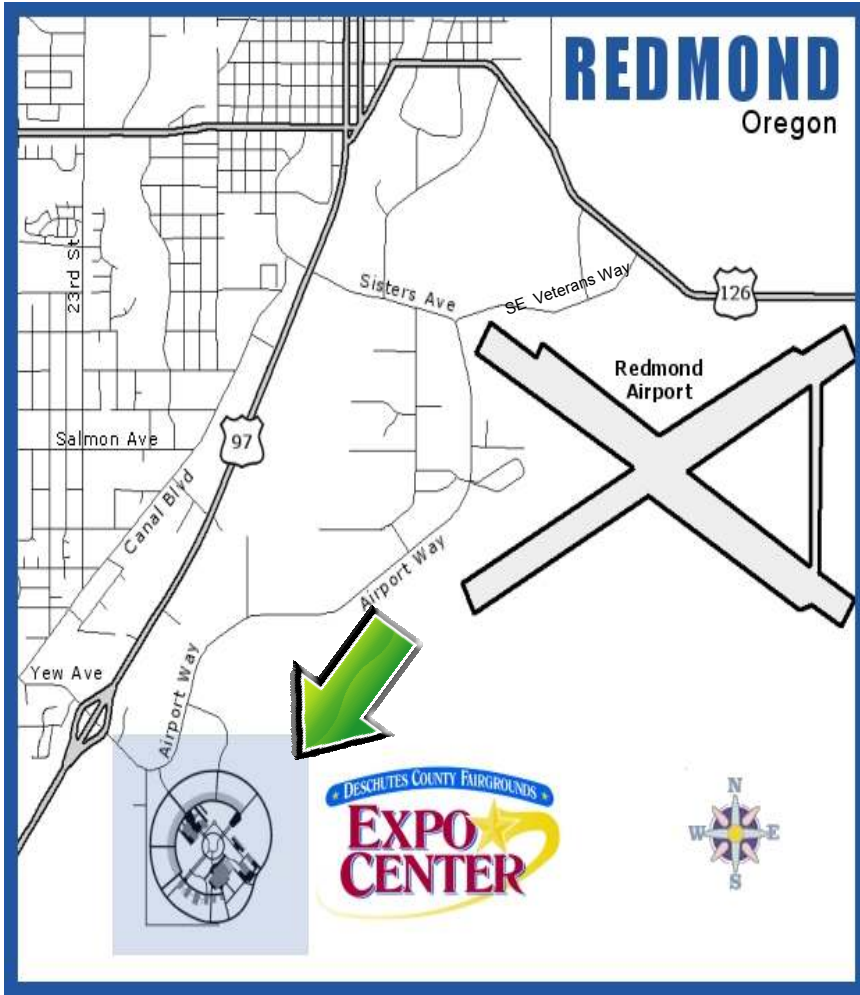 REDMOND
Oregon
23rd St
Sisters Ave
SE Veterans Way
126
Redmond
Airport
97
Salmon Ave
Canal Blvd
Airport Way
Yew Ave
Airport Way
DESCHUTES COUNTY FAIRGROUNDS
EXPO
CENTER
N
W
E
S